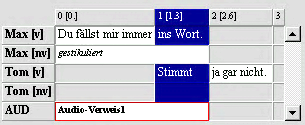 0 [0.] 1 [1.3] 2 [2.6] 3
Max [v] Du fällst mir immer ins Wort.
Max [nv] gestikuliert
Tom [v] Stimmt ja gar nicht.
Tom [nv]
AUD Audio-Verweis1